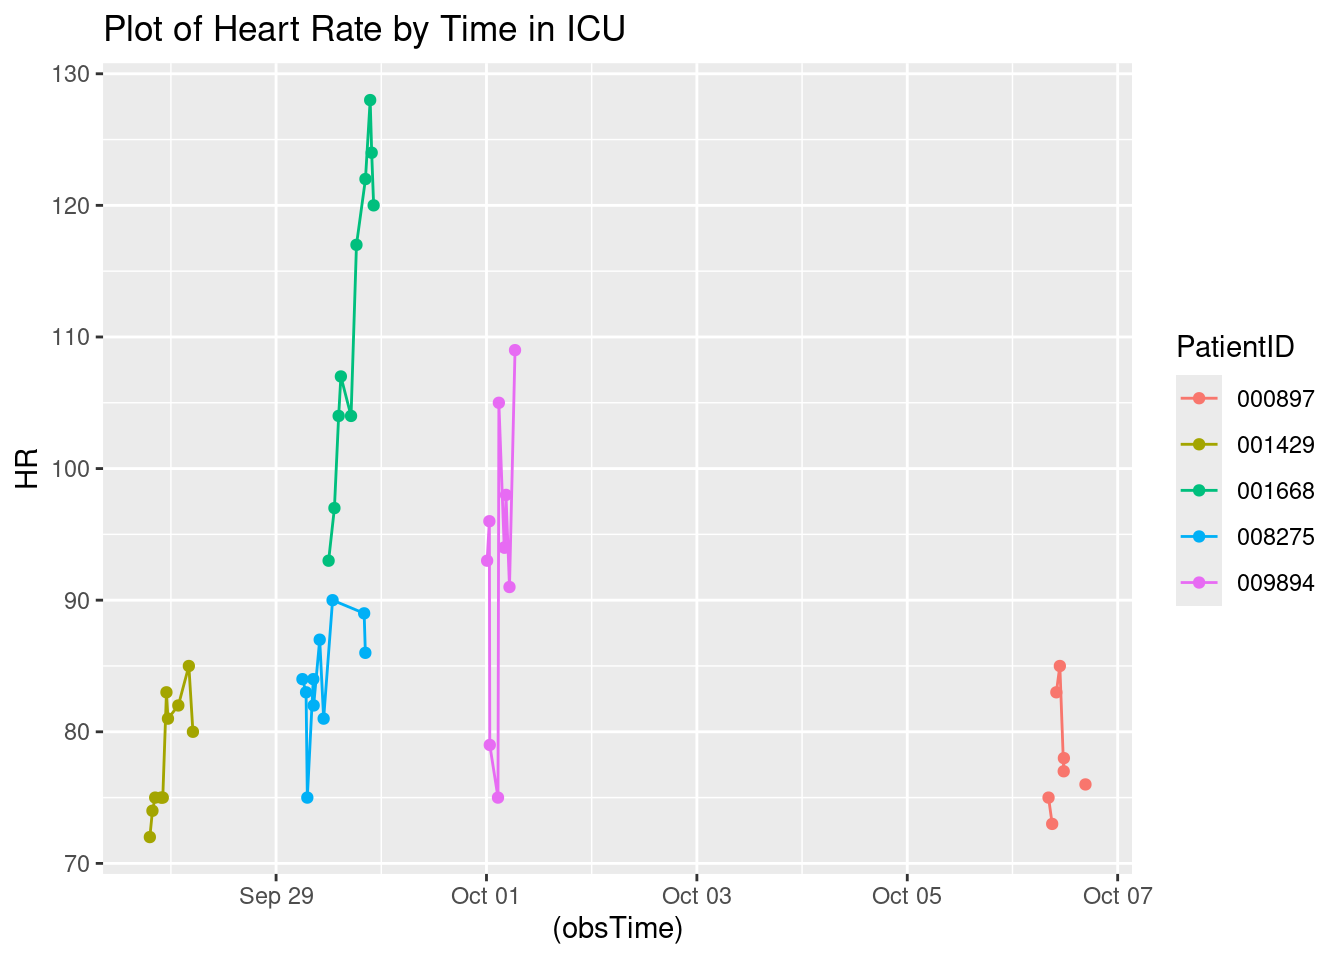 Plot of Heart Rate by Time in ICU
130
120
110
100
90
80
70
HR
Sep 29
Oct 01
Oct 03
Oct 05
Oct 07
(obsTime)
PatientID
000897
001429
001668
008275
009894